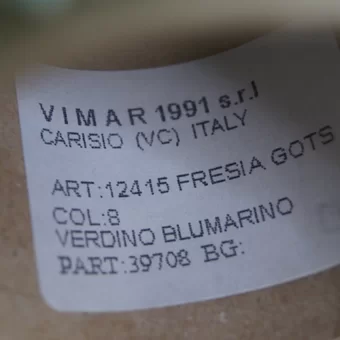 VIMAR 1991 s.r.l
CARISIO (VC) ITALY
ART:12415 FRESIA GOTS
COL:8
VERDINO BLUMARINO
PART:39708 BG: